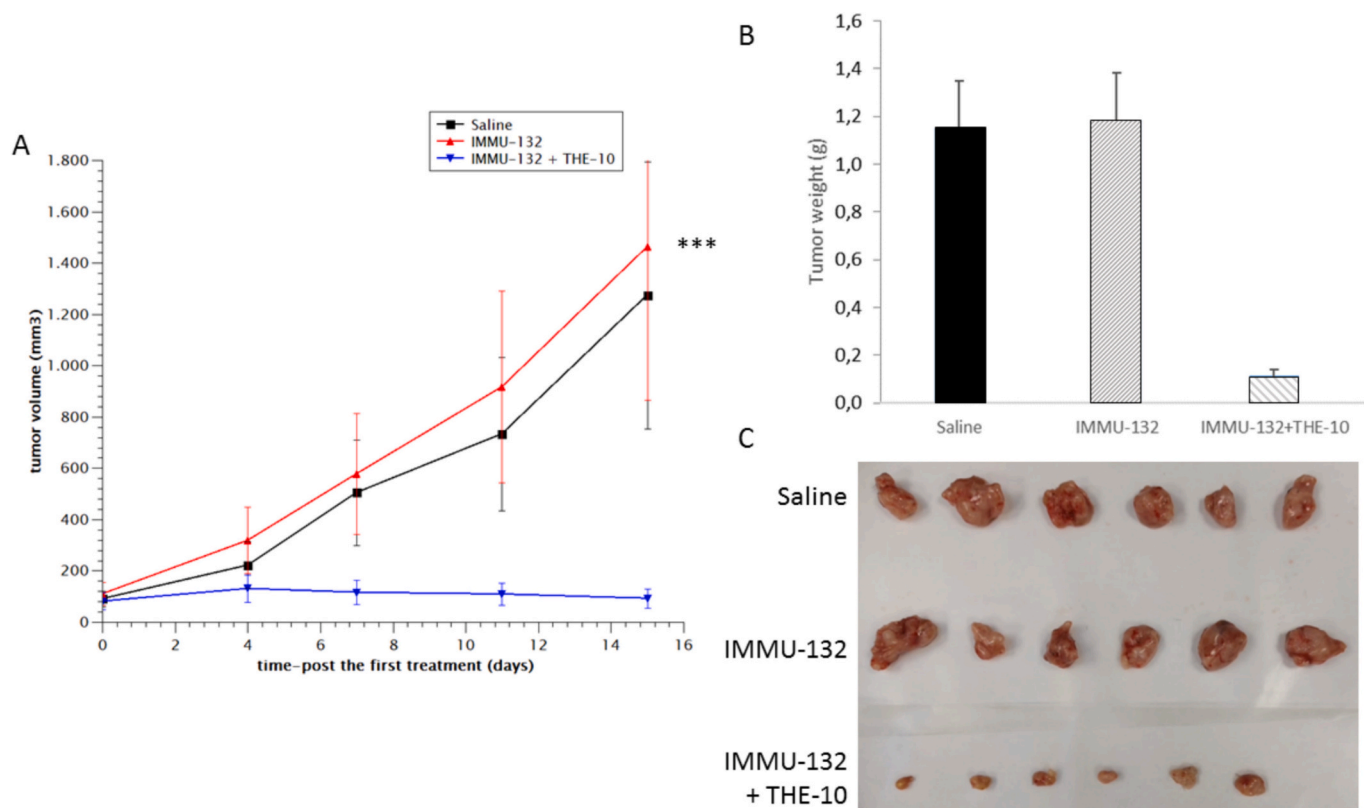 A
Saline
IMMU-132
IMMU-132 + THE-10
1.800
1.600
1.400
1.200
1.000
800
600
400
200
0
tumor volume (mm3)
***
0
2
4
6
8
10
12
14
16
time-post the first treatment (days)
B
1,6
1,4
1,2
1,0
0,8
0,6
0,4
0,2
0,0
Tumor weight (g)
Saline
IMMU-132
IMMU-132+THE-10
C
Saline
IMMU-132
IMMU-132
+ THE-10